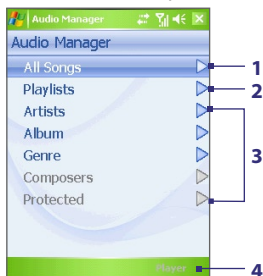 Audio Manager
Audio Manager
All Songs
1
Playlists
2
Artists
Album
Genre
3
Composers
Protected
Player
4